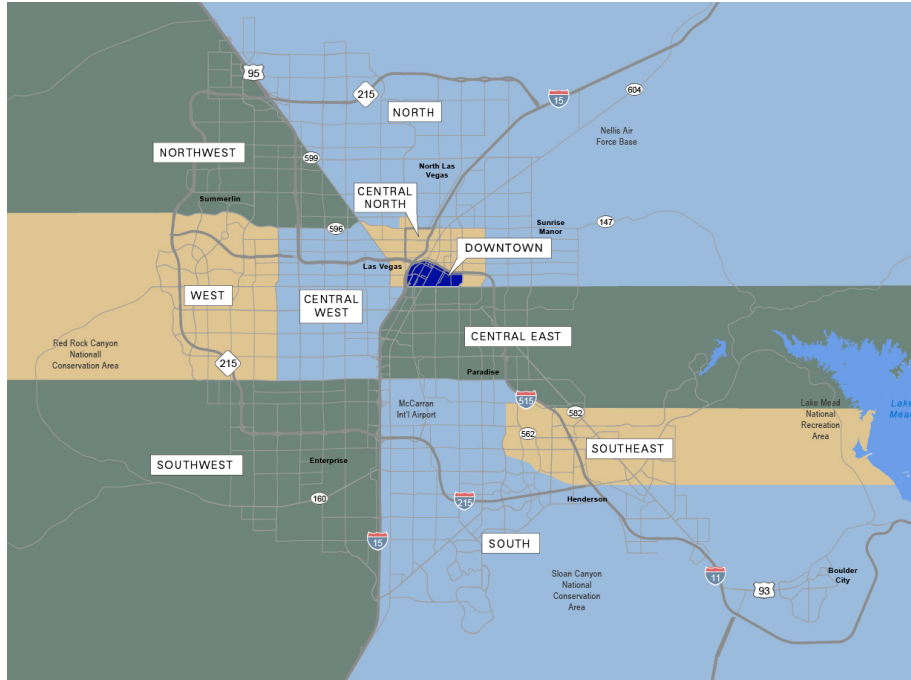 95
215
15
604
NORTH
Nellis Air
Force Base
NORTHWEST
599
North Las
Vegas
Summerlin
CENTRAL
NORTH
596
Sunrise
Manor
147
DOWNTOWN
Las Vegas
WEST
CENTRAL
WEST
CENTRAL EAST
Red Rock Canyon
Nationall
Conservation Area
215
Paradise
McCarran
Int'l Airport
515
582
562
Lake Mead
National
Recreation
Area
Lake
Mead
SOUTHEAST
SOUTHWEST
Enterprise
160
215
Henderson
15
SOUTH
Sloan Canyon
National
Conservation
Area
11
93
Boulder
City